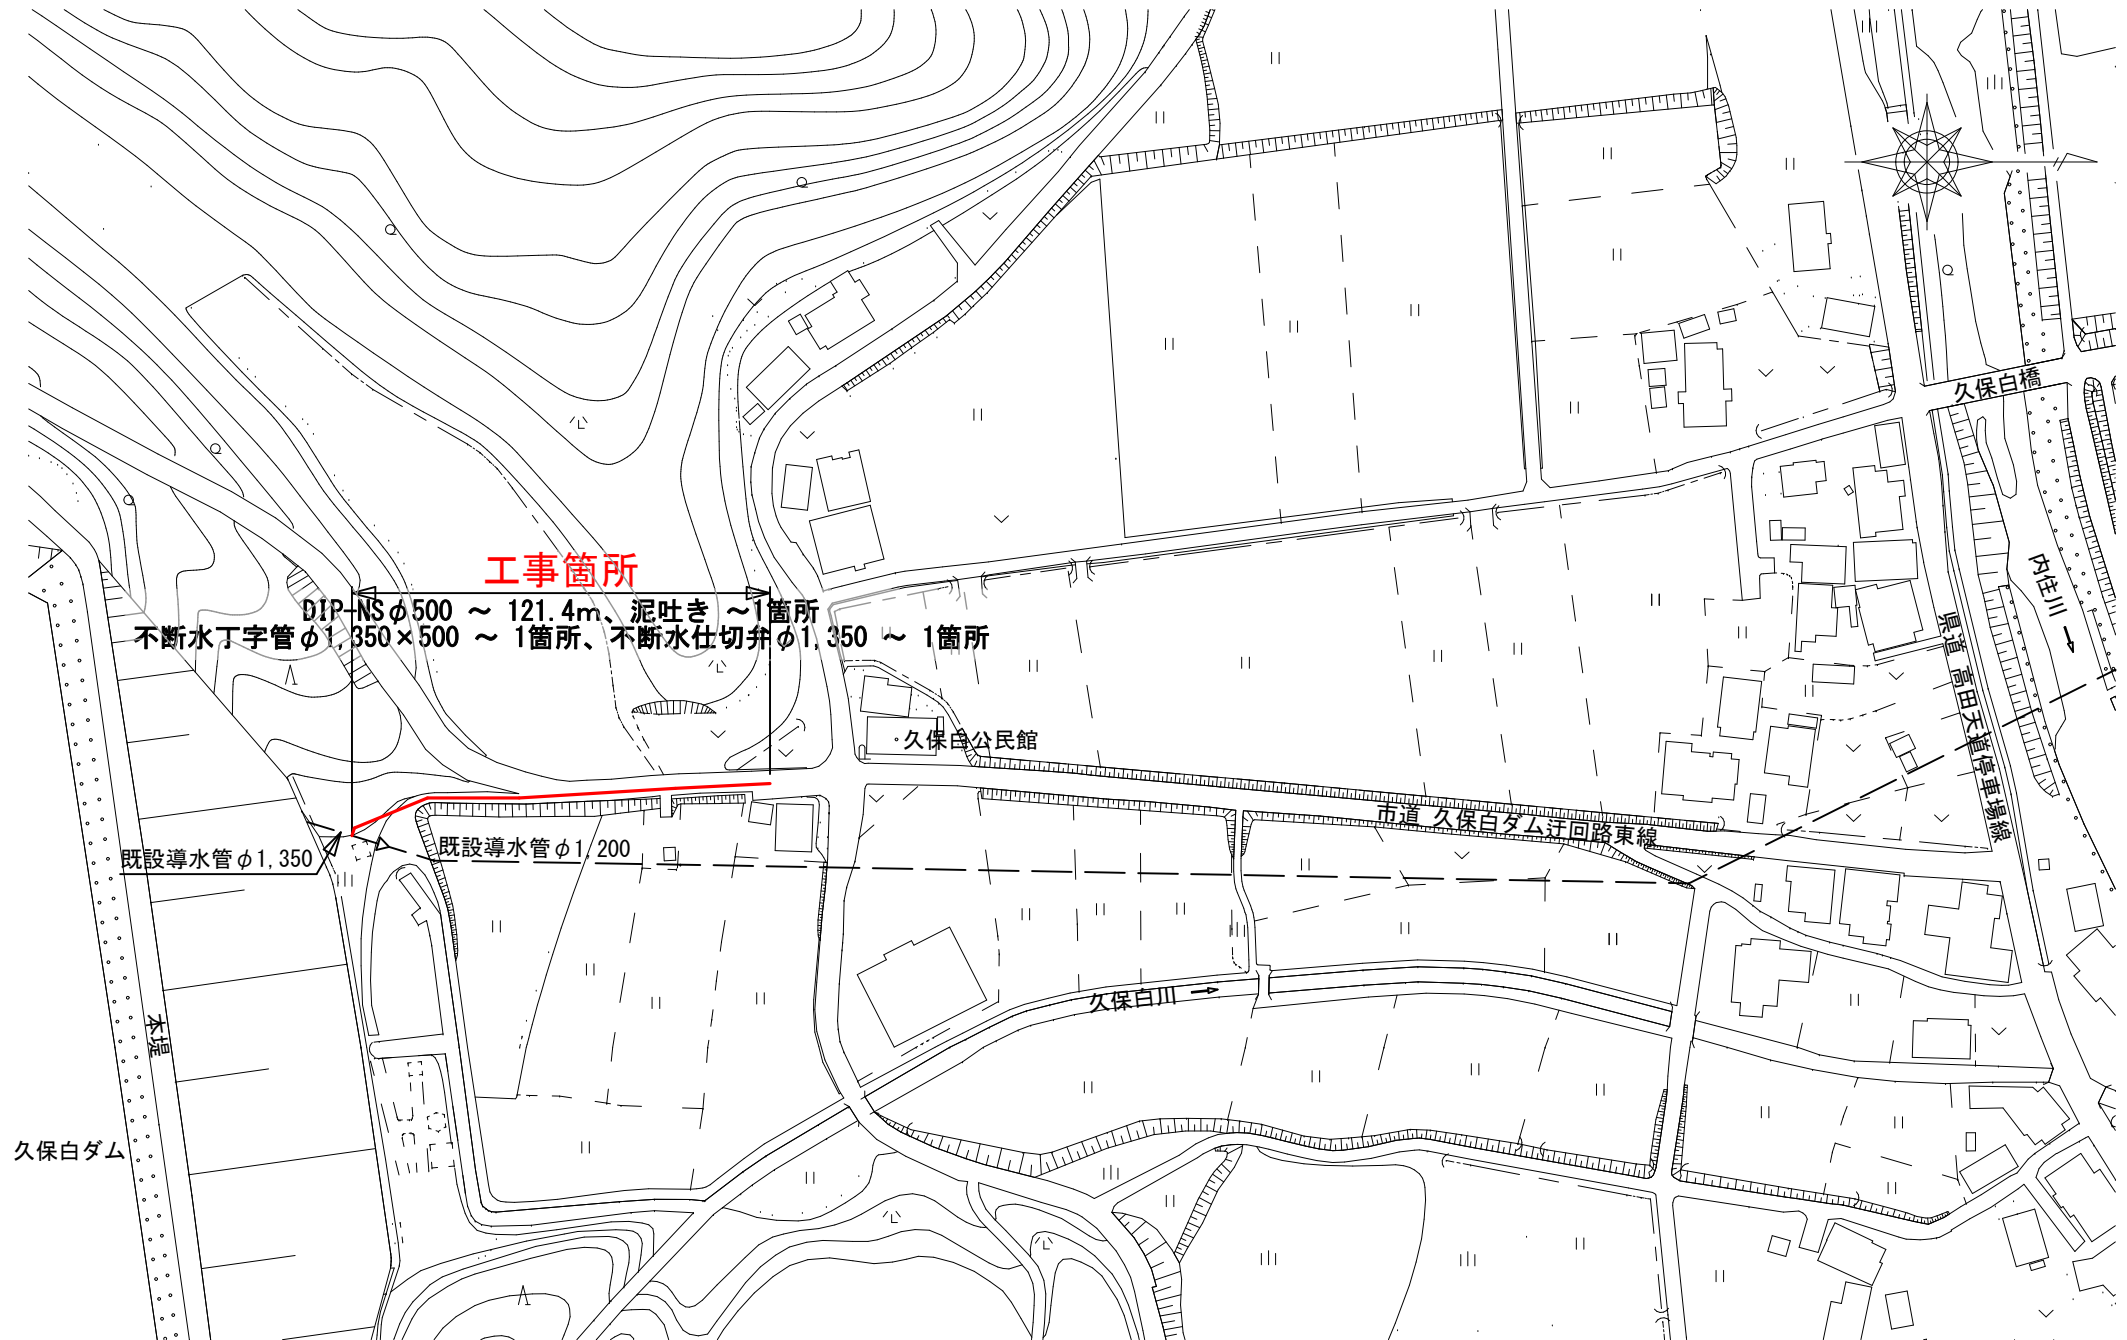 久保白橋
工事箇所
DIP-NSφ500 ～ 121.4m、泥吐き ～1箇所
不断水丁字管φ1,350×500 ～ 1箇所、不断水仕切弁φ1,350 ～ 1箇所
内住川
県道 高田天道停車場線
久保白公民館
市道 久保白ダム迂回路東線
既設導水管φ1,350
既設導水管φ1,200
久保白川
本堤
久保白ダム